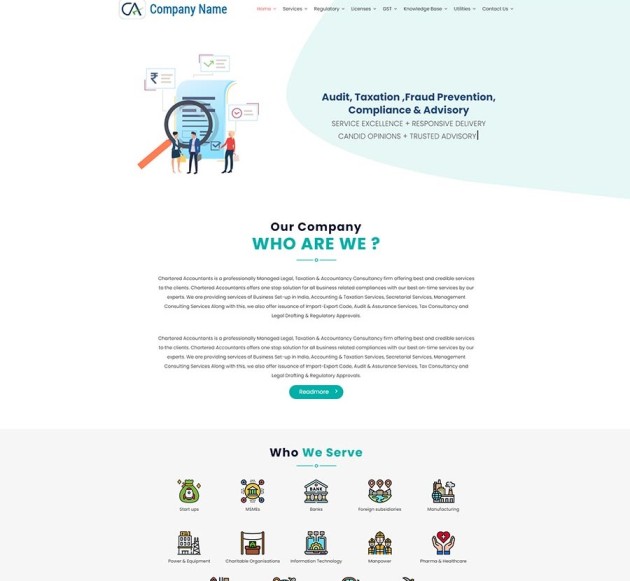 CA Company Name
Home Services Regulatory Licenses GST Knowledge Base Utilities Contact Us
Audit, Taxation ,Fraud Prevention,
Compliance & Advisory
SERVICE EXCELLENCE + RESPONSIVE DELIVERY
CANDID OPINIONS + TRUSTED ADVISORY
Our Company
WHO ARE WE ?
Chartered Accountants is a professionally Managed Legal, Taxation & Accountancy Consultancy firm offering best and credible services
to the clients. Chartered Accountants offers one stop solution for all business related compliances with our best on-time services by our
experts. We are providing services of Business Set-up in India, Accounting & Taxation Services, Secretarial Services, Management
Consulting Services Along with this, we also offer issuance of Import-Export Code, Audit & Assurance Services, Tax Consultancy and
Legal Drafting & Regulatory Approvals.
Chartered Accountants is a professionally Managed Legal, Taxation & Accountancy Consultancy firm offering best and credible services
to the clients. Chartered Accountants offers one stop solution for all business related compliances with our best on-time services by our
experts. We are providing services of Business Set-up in India, Accounting & Taxation Services, Secretarial Services, Management
Consulting Services Along with this, we also offer issuance of Import-Export Code, Audit & Assurance Services, Tax Consultancy and
Legal Drafting & Regulatory Approvals.
Readmore
Who We Serve
BANK
Start ups MSMEs Banks Foreign subsidiaries Manufacturing
Power & Equipment Charitable Organisations Information Technology Manpower Pharma & Healthcare